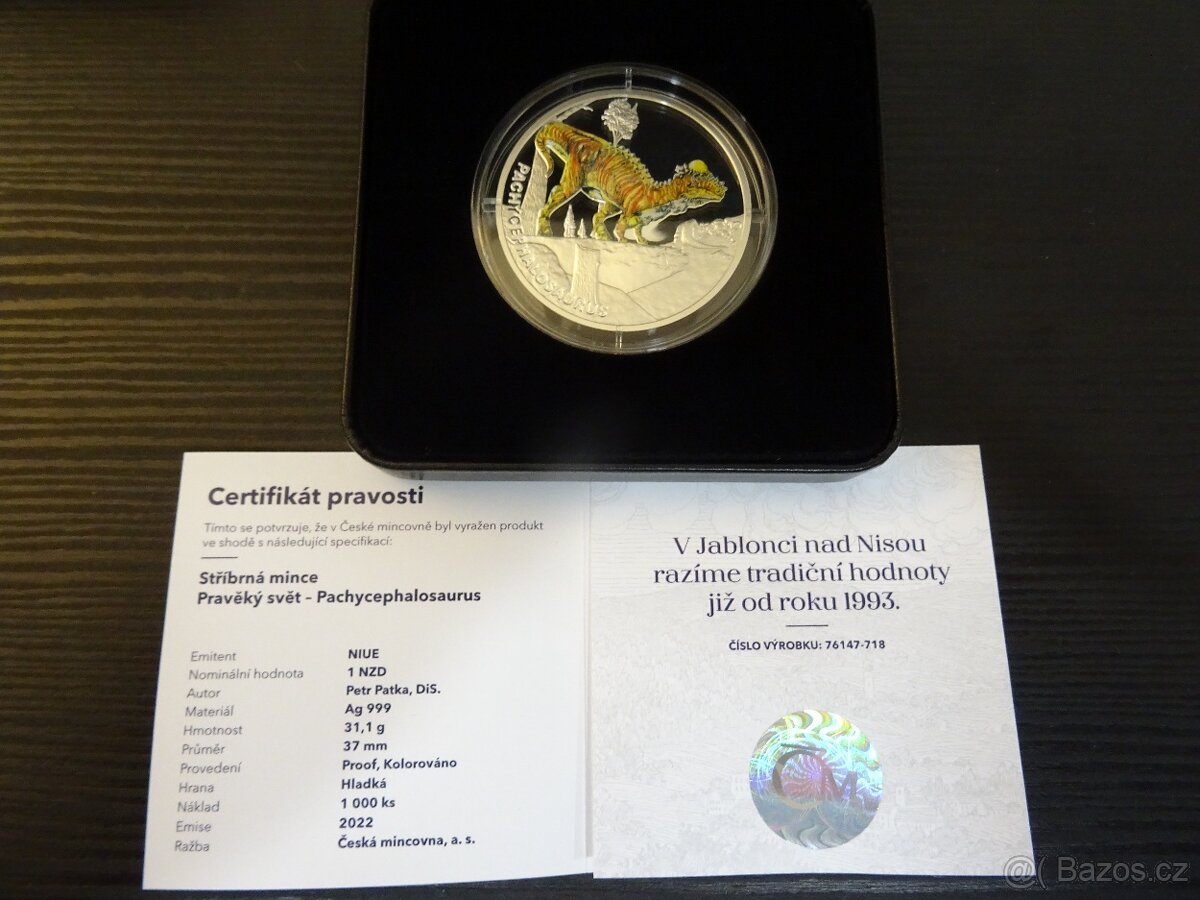 PACHYCEPHALOSAURUS
Certifikát pravosti
Tímto se potvrzuje, že v České mincovně byl vyražen produkt
ve shodě s následující specifikací:
Stříbrná mince
Pravěký svět – Pachycephalosaurus
Emitent NIUE
Nominální hodnota 1 NZD
Autor Petr Patka, DiS.
Materiál Ag 999
Hmotnost 31,1 g
Průměr 37 mm
Provedení Proof, Kolorováno
Hrana Hladká
Náklad 1 000 ks
Emise 2022
Ražba Česká mincovna, a. s.
V Jablonci nad Nisou
razíme tradiční hodnoty
již od roku 1993.
ČÍSLO VÝROBKU: 76147-718
ČM
@( Bazos.cz